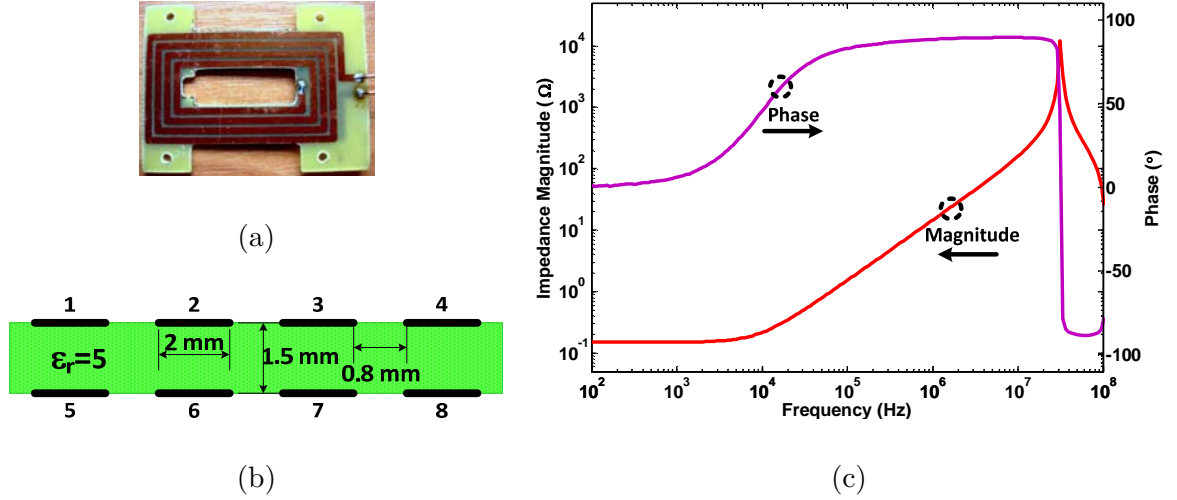 (a)
1 2 3 4
εr=5
2 mm
1.5 mm
0.8 mm
5 6 7 8
(b)
Impedance Magnitude (Ω)
10^4
10^3
10^2
10^1
10^0
10^-1
Phase
Magnitude
100
50
0
-50
-100
Phase (°)
10^2 10^3 10^4 10^5 10^6 10^7 10^8
Frequency (Hz)
(c)